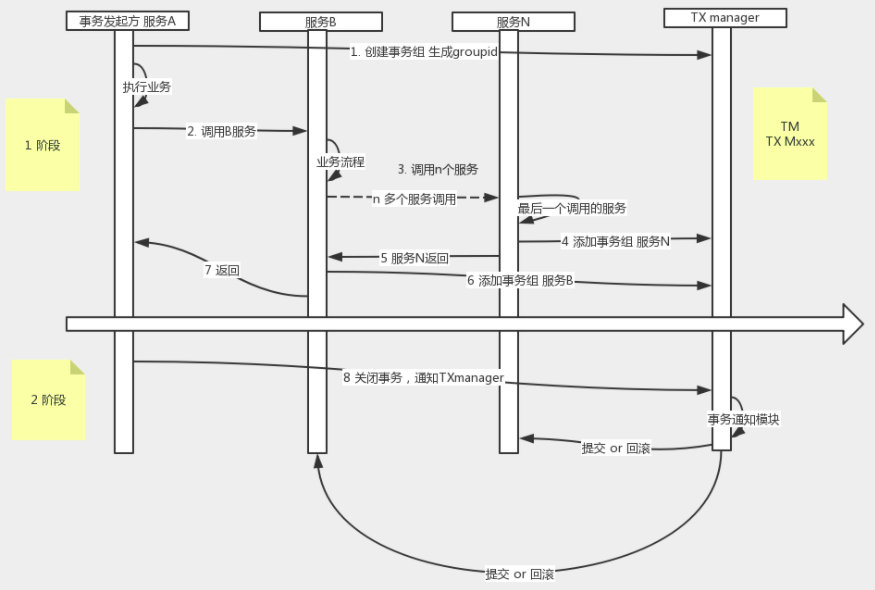 事务发起方 服务A
服务B
服务N
TX manager
1. 创建事务组 生成groupid
执行业务
1 阶段
TM
TX Mxxx
2. 调用B服务
业务流程
3. 调用n个服务
n 多个服务调用
最后一个调用的服务
4 添加事务组 服务N
5 服务N返回
7 返回
6 添加事务组 服务B
8 关闭事务，通知TXmanager
2 阶段
事务通知模块
提交 or 回滚
提交 or 回滚